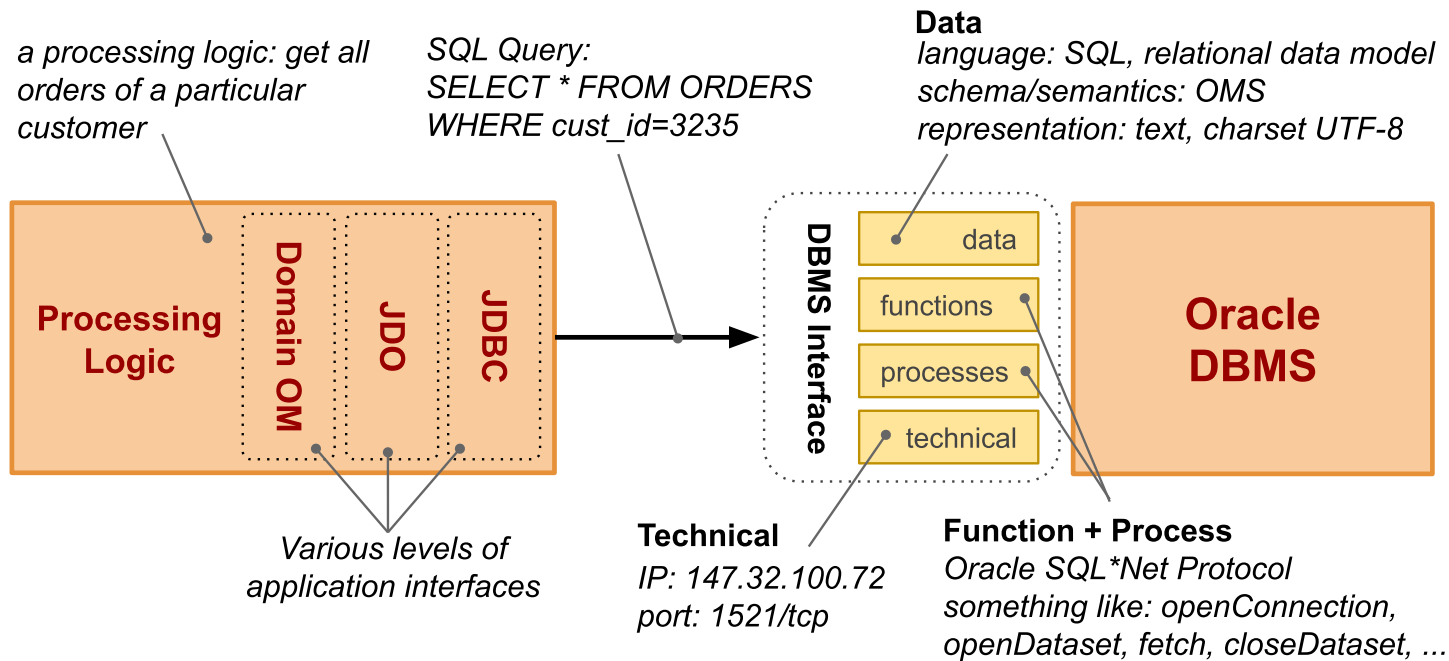 a processing logic: get all
orders of a particular
customer
SQL Query:
SELECT * FROM ORDERS
WHERE cust_id=3235
Data
language: SQL, relational data model
schema/semantics: OMS
representation: text, charset UTF-8
Processing
Logic
Domain OM
JDO
JDBC
DBMS Interface
data
functions
processes
technical
Oracle
DBMS
Various levels of
application interfaces
Technical
IP: 147.32.100.72
port: 1521/tcp
Function + Process
Oracle SQL*Net Protocol
something like: openConnection,
openDataset, fetch, closeDataset, ...